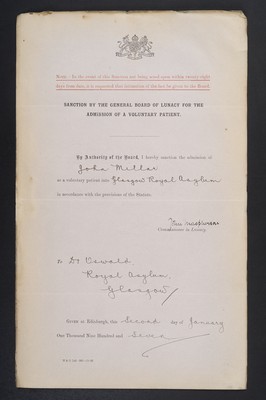 NOTE.—In the event of this Sanction not being acted upon within twenty-eight
days from date, it is requested that intimation of the fact be given to the Board.
SANCTION BY THE GENERAL BOARD OF LUNACY FOR THE
ADMISSION OF A VOLUNTARY PATIENT.
By Authority of the Board, I hereby sanction the admission of
John Millar
as a voluntary patient into Glasgow Royal Asylum
in accordance with the provisions of the Statute.
Commissioner in Lunacy.
To Dr Oswald
Royal Asylum,
Glasgow
Given at Edinburgh, this Second day of January
One Thousand Nine Hundred and Seven